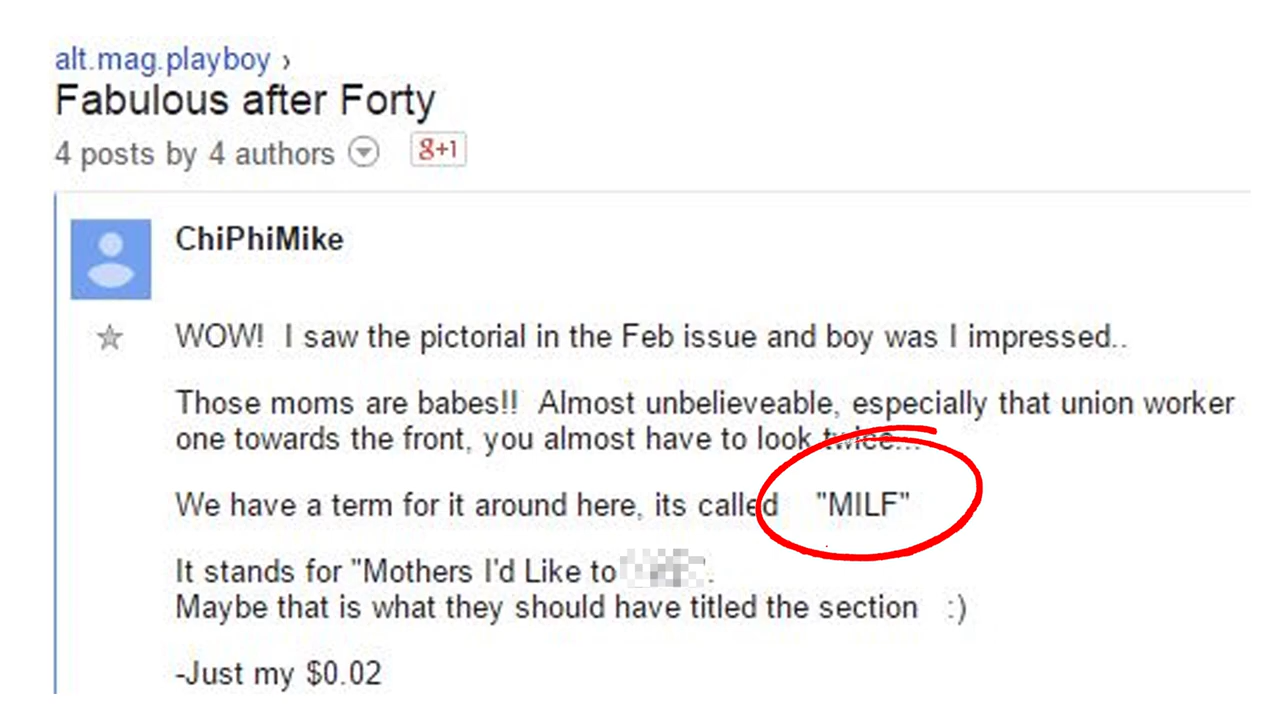 alt.mag.playboy ›
Fabulous after Forty
4 posts by 4 authors
g+1
ChiPhiMike
WOW!  I saw the pictorial in the Feb issue and boy was I impressed..
Those moms are babes!!  Almost unbelieveable, especially that union worker
one towards the front, you almost have to look twice...
We have a term for it around here, its called    "MILF"
It stands for "Mothers I'd Like to ".
Maybe that is what they should have titled the section   :)
-Just my $0.02